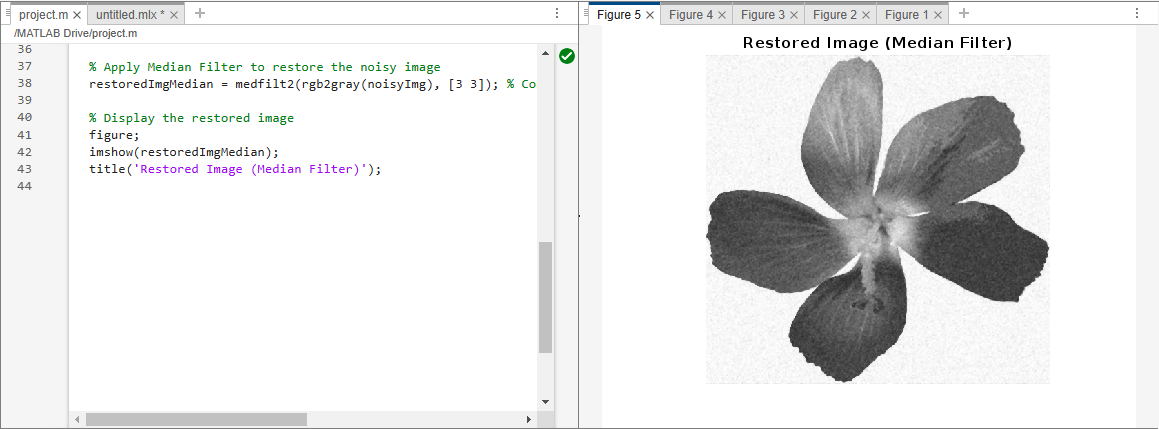 project.m × untitled.mlx * × +
/MATLAB Drive/project.m
36
37 % Apply Median Filter to restore the noisy image
38 restoredImgMedian = medfilt2(rgb2gray(noisyImg), [3 3]); % Co
39
40 % Display the restored image
41 figure;
42 imshow(restoredImgMedian);
43 title('Restored Image (Median Filter)');
44
Figure 5 × Figure 4 × Figure 3 × Figure 2 × Figure 1 × +
Restored Image (Median Filter)